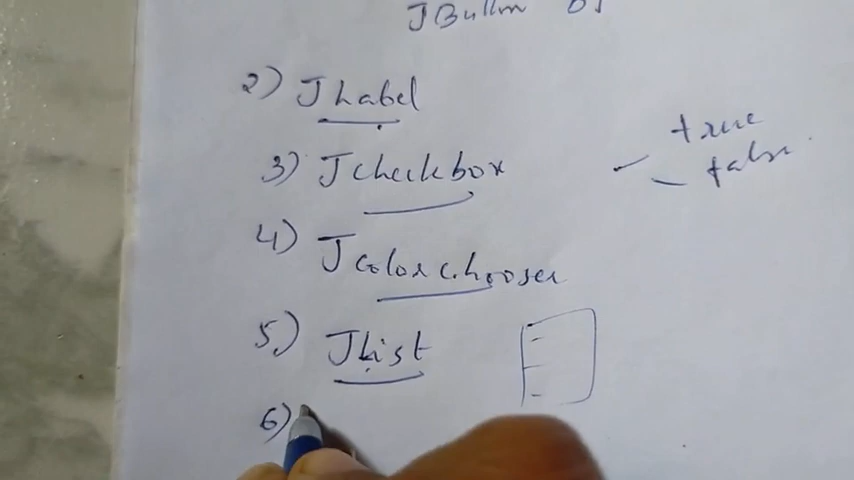 JButton
2) JLabel
3) Jcheckbox
true
false.
4) Jcolorchooser
5) JList
6)